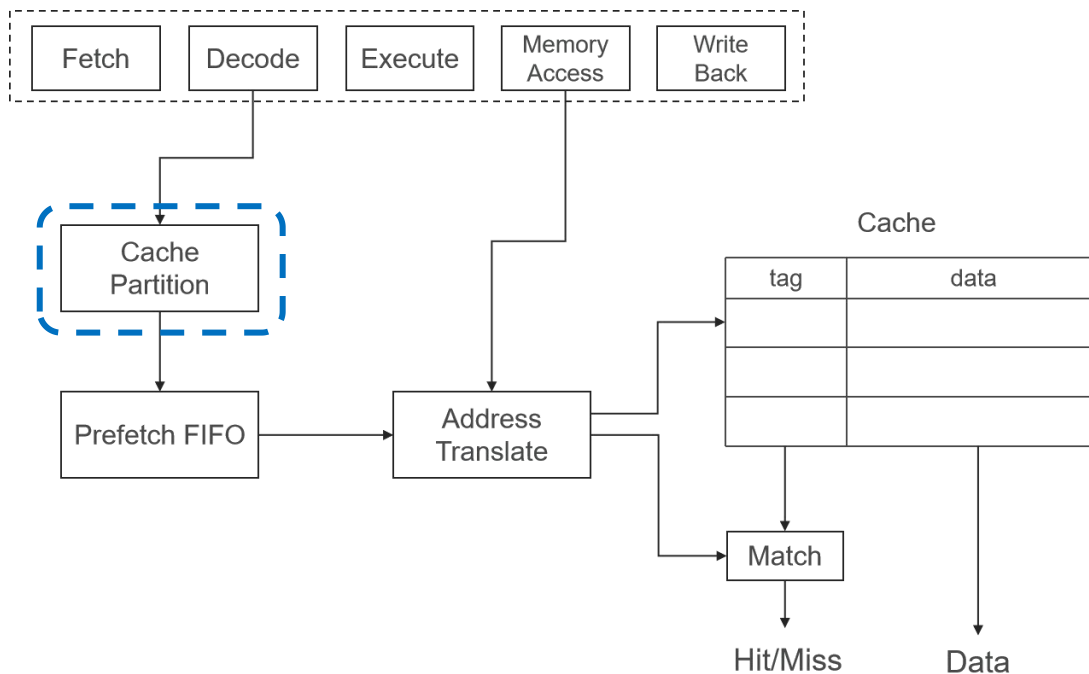 Fetch
Decode
Execute
Memory
Access
Write
Back
Cache
Partition
Cache
tag
data
Prefetch FIFO
Address
Translate
Match
Hit/Miss
Data